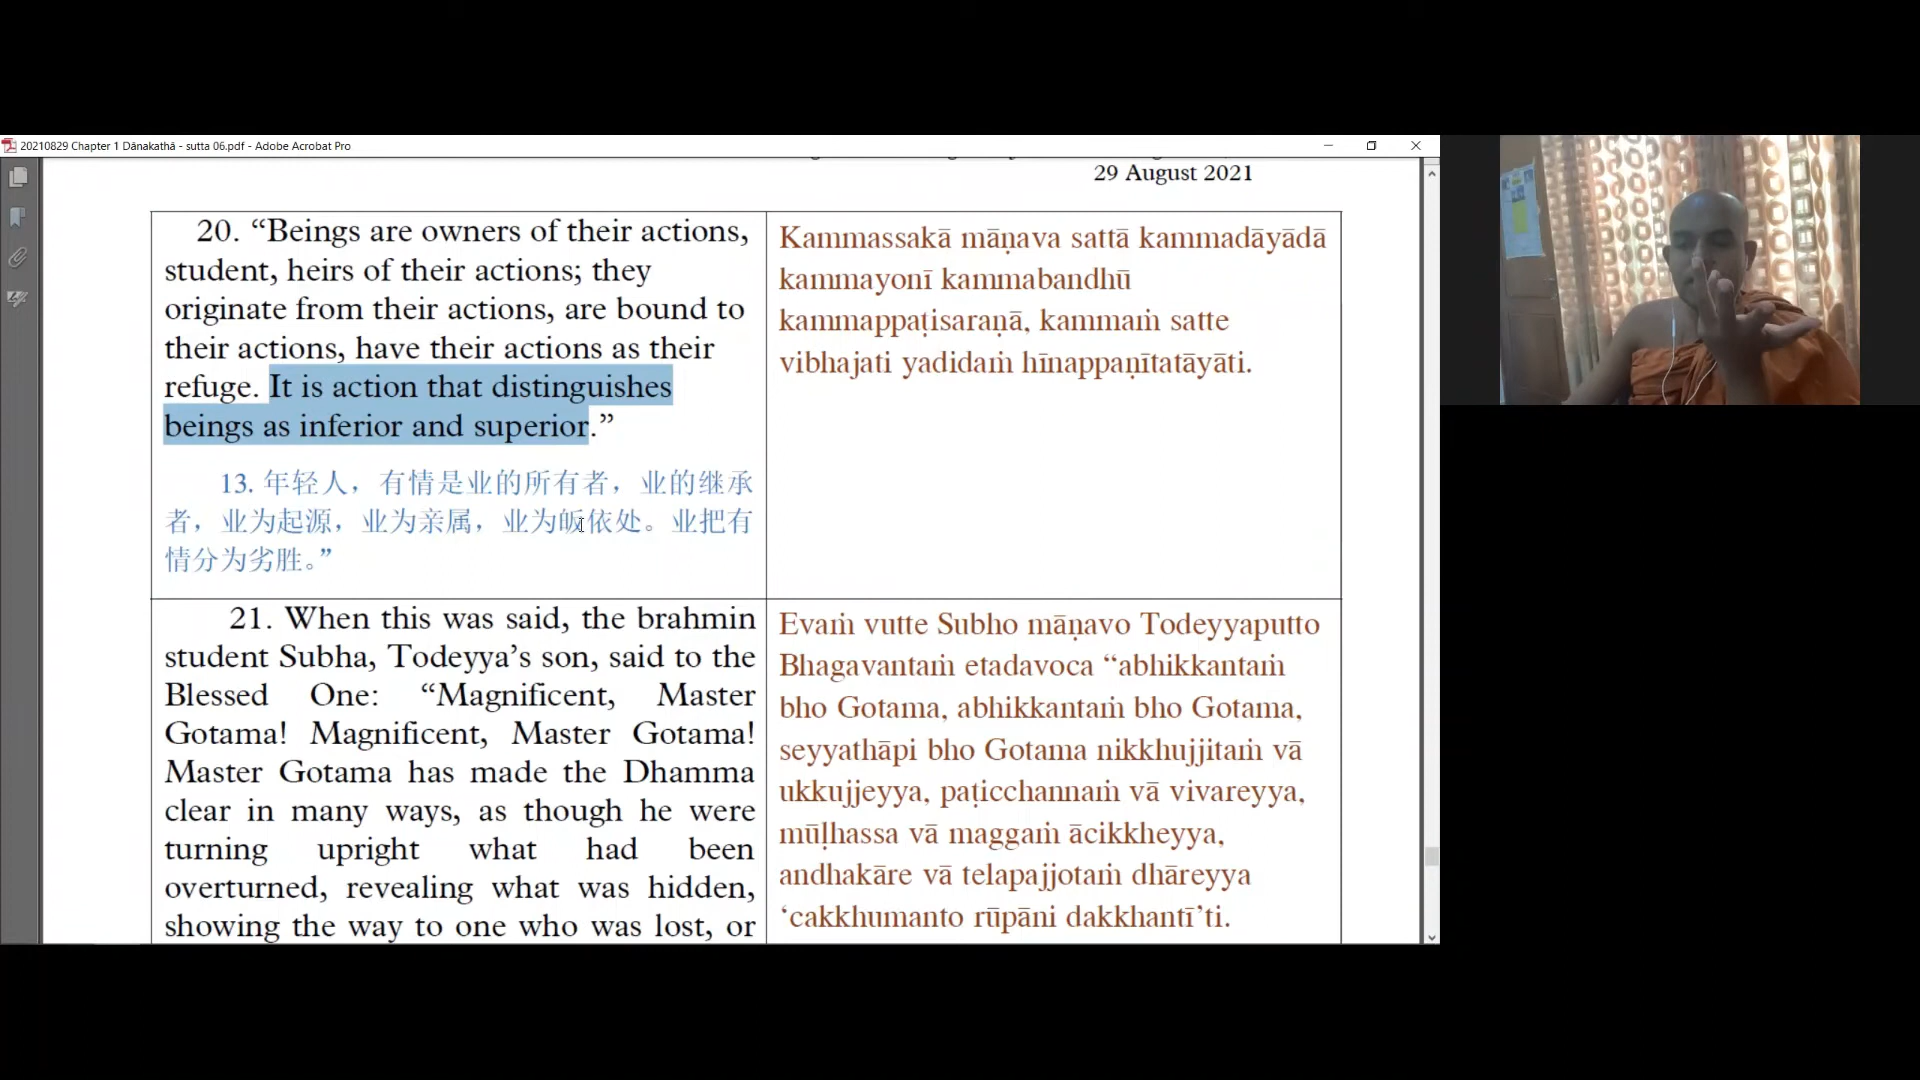 20210829 Chapter 1 Dānakathā - sutta 06.pdf - Adobe Acrobat Pro
29 August 2021
20. “Beings are owners of their actions,
student, heirs of their actions; they
originate from their actions, are bound to
their actions, have their actions as their
refuge. It is action that distinguishes
beings as inferior and superior.”
13. 年轻人，有情是业的所有者，业的继承
者，业为起源，业为亲属，业为皈依处。业把有
情分为劣胜。”
Kammassakā māṇava sattā kammadāyādā
kammayonī kammabandhū
kammappaṭisaraṇā, kammaṁ satte
vibhajati yadidaṁ hīnappaṇītatāyāti.
21. When this was said, the brahmin
student Subha, Todeyya’s son, said to the
Blessed One: “Magnificent, Master
Gotama! Magnificent, Master Gotama!
Master Gotama has made the Dhamma
clear in many ways, as though he were
turning upright what had been
overturned, revealing what was hidden,
showing the way to one who was lost, or
Evaṁ vutte Subho māṇavo Todeyyaputto
Bhagavantaṁ etadavoca “abhikkantaṁ
bho Gotama, abhikkantaṁ bho Gotama,
seyyathāpi bho Gotama nikkhujjitaṁ vā
ukkujjeyya, paṭicchannaṁ vā vivareyya,
mūḷhassa vā maggaṁ ācikkheyya,
andhakāre vā telapajjotaṁ dhāreyya
‘cakkhumanto rūpāni dakkhantī’ti.